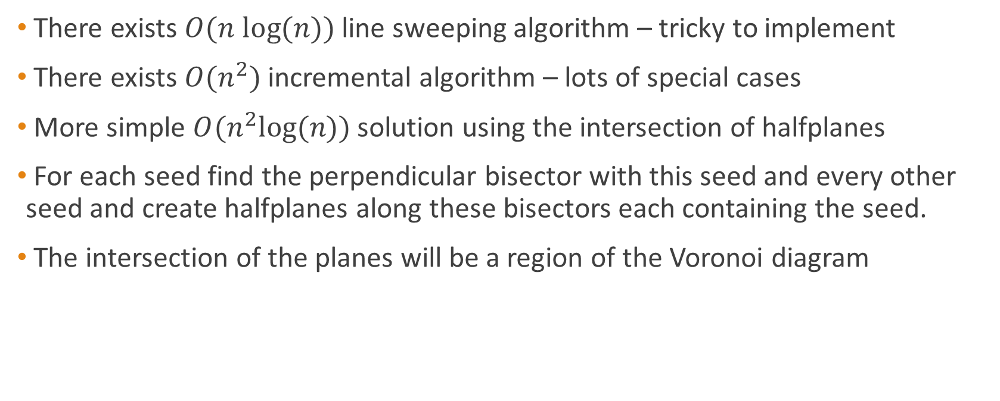 • There exists O(n log(n)) line sweeping algorithm – tricky to implement
• There exists O(n²) incremental algorithm – lots of special cases
• More simple O(n²log(n)) solution using the intersection of halfplanes
• For each seed find the perpendicular bisector with this seed and every other
seed and create halfplanes along these bisectors each containing the seed.
• The intersection of the planes will be a region of the Voronoi diagram